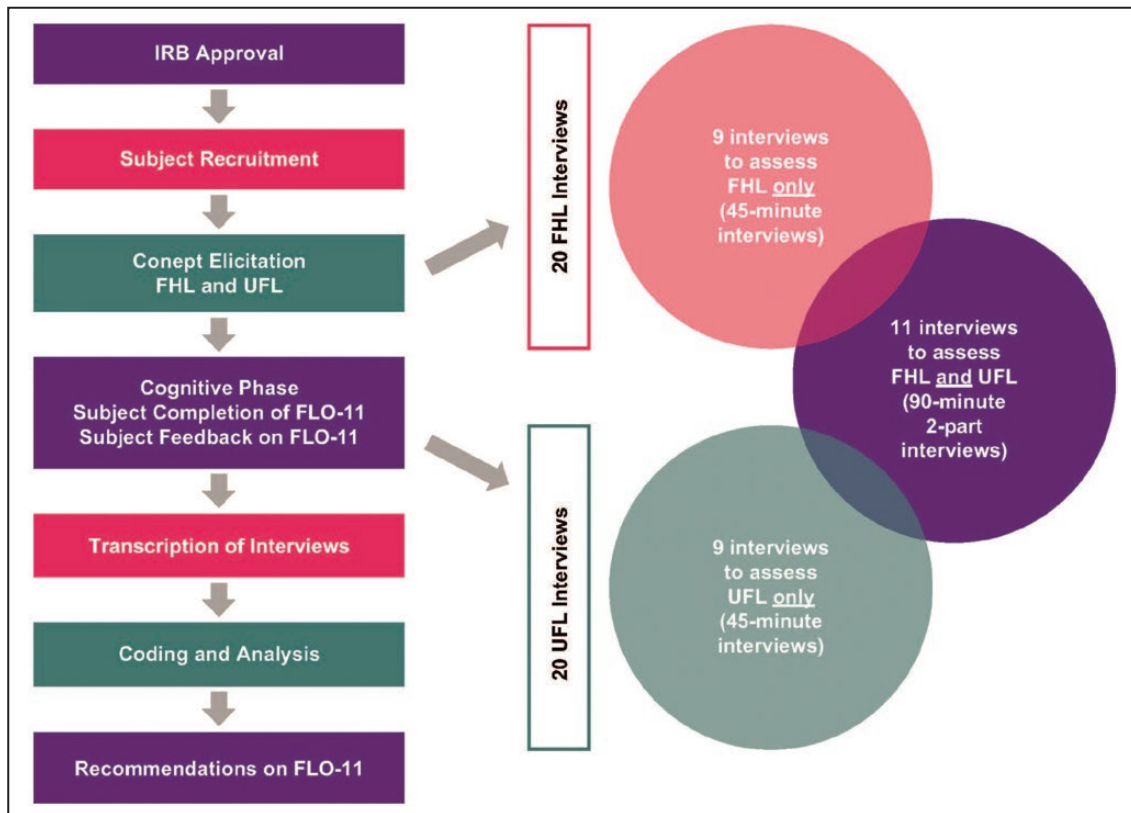 IRB Approval
Subject Recruitment
Conept Elicitation
FHL and UFL
Cognitive Phase
Subject Completion of FLO-11
Subject Feedback on FLO-11
Transcription of Interviews
Coding and Analysis
Recommendations on FLO-11
20 FHL Interviews
20 UFL Interviews
9 interviews
to assess
FHL only
(45-minute
interviews)
11 interviews
to assess
FHL and UFL
(90-minute
2-part
interviews)
9 interviews
to assess
UFL only
(45-minute
interviews)